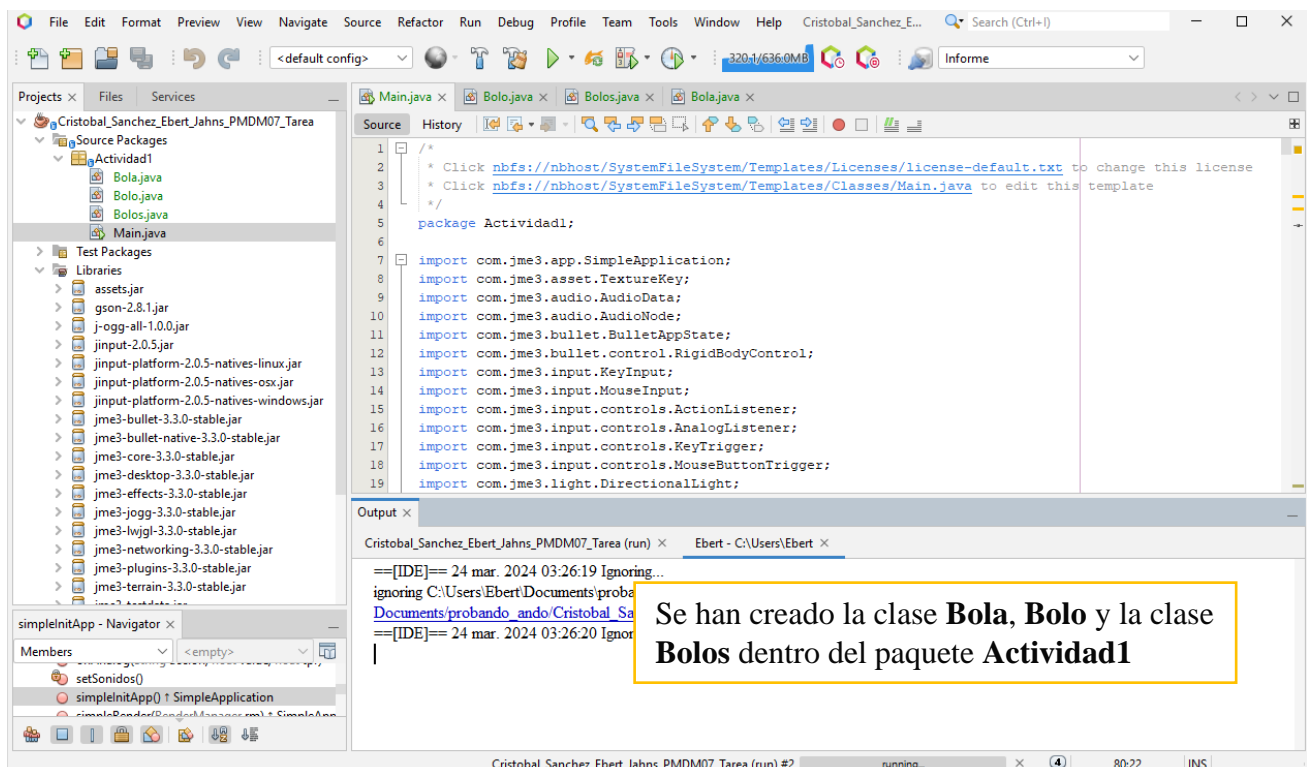 File Edit Format Preview View Navigate Source Refactor Run Debug Profile Team Tools Window Help Cristobal_Sanchez_E... Search (Ctrl+I)
<default config> 320,1/636,0MB Informe
Projects Files Services
Cristobal_Sanchez_Ebert_Jahns_PMDM07_Tarea
Source Packages
Actividad1
Bola.java
Bolo.java
Bolos.java
Main.java
Test Packages
Libraries
assets.jar
gson-2.8.1.jar
j-ogg-all-1.0.0.jar
jinput-2.0.5.jar
jinput-platform-2.0.5-natives-linux.jar
jinput-platform-2.0.5-natives-osx.jar
jinput-platform-2.0.5-natives-windows.jar
jme3-bullet-3.3.0-stable.jar
jme3-bullet-native-3.3.0-stable.jar
jme3-core-3.3.0-stable.jar
jme3-desktop-3.3.0-stable.jar
jme3-effects-3.3.0-stable.jar
jme3-jogg-3.3.0-stable.jar
jme3-lwjgl-3.3.0-stable.jar
jme3-networking-3.3.0-stable.jar
jme3-plugins-3.3.0-stable.jar
jme3-terrain-3.3.0-stable.jar
simpleInitApp - Navigator
Members <empty>
setSonidos()
simpleInitApp() ↑ SimpleApplication
Main.java Bolo.java Bolos.java Bola.java
Source History
1 /*
2 * Click nbfs://nbhost/SystemFileSystem/Templates/Licenses/license-default.txt to change this license
3 * Click nbfs://nbhost/SystemFileSystem/Templates/Classes/Main.java to edit this template
4 */
5 package Actividad1;
6
7 import com.jme3.app.SimpleApplication;
8 import com.jme3.asset.TextureKey;
9 import com.jme3.audio.AudioData;
10 import com.jme3.audio.AudioNode;
11 import com.jme3.bullet.BulletAppState;
12 import com.jme3.bullet.control.RigidBodyControl;
13 import com.jme3.input.KeyInput;
14 import com.jme3.input.MouseInput;
15 import com.jme3.input.controls.ActionListener;
16 import com.jme3.input.controls.AnalogListener;
17 import com.jme3.input.controls.KeyTrigger;
18 import com.jme3.input.controls.MouseButtonTrigger;
19 import com.jme3.light.DirectionalLight;
Output
Cristobal_Sanchez_Ebert_Jahns_PMDM07_Tarea (run) Ebert - C:\Users\Ebert
==[IDE]== 24 mar. 2024 03:26:19 Ignoring...
ignoring C:\Users\Ebert\Documents\proba
Documents/probando_ando/Cristobal_Sa
==[IDE]== 24 mar. 2024 03:26:20 Ignor
Se han creado la clase Bola, Bolo y la clase
Bolos dentro del paquete Actividad1
Cristobal_Sanchez_Ebert_Jahns_PMDM07_Tarea (run) #2 running... 4 80:22 INS